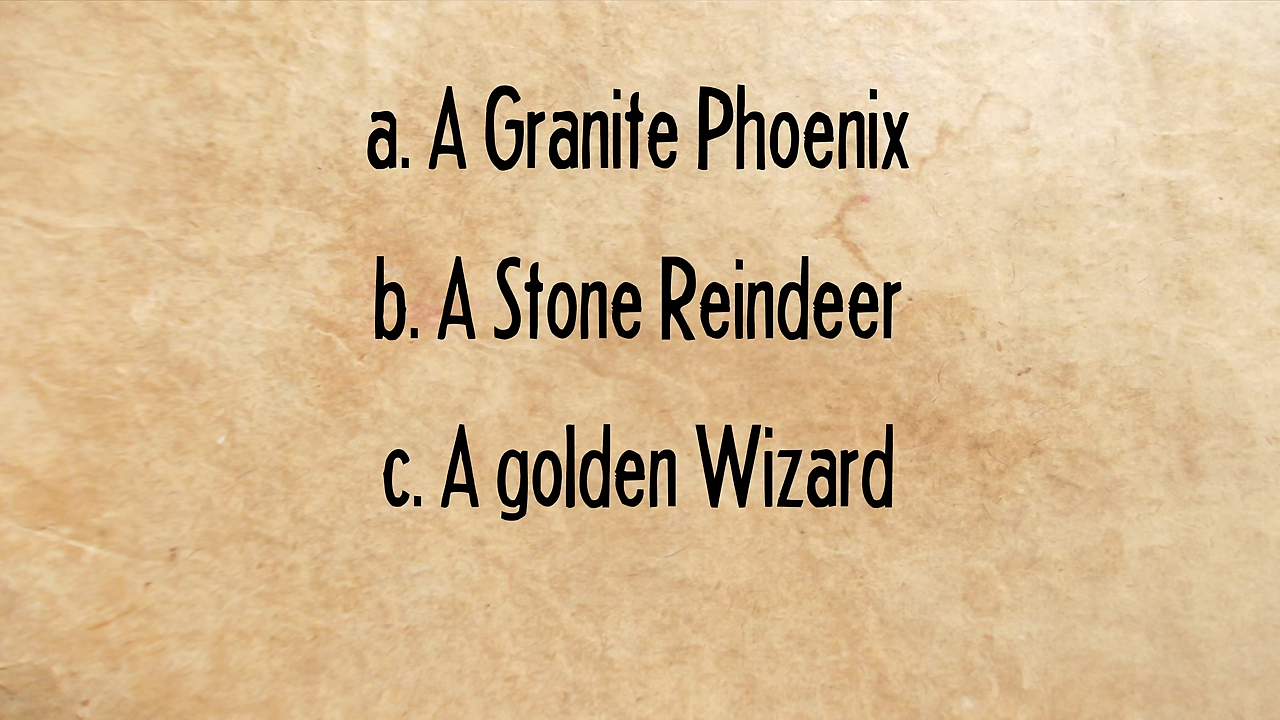 a. A Granite Phoenix
b. A Stone Reindeer
c. A golden Wizard